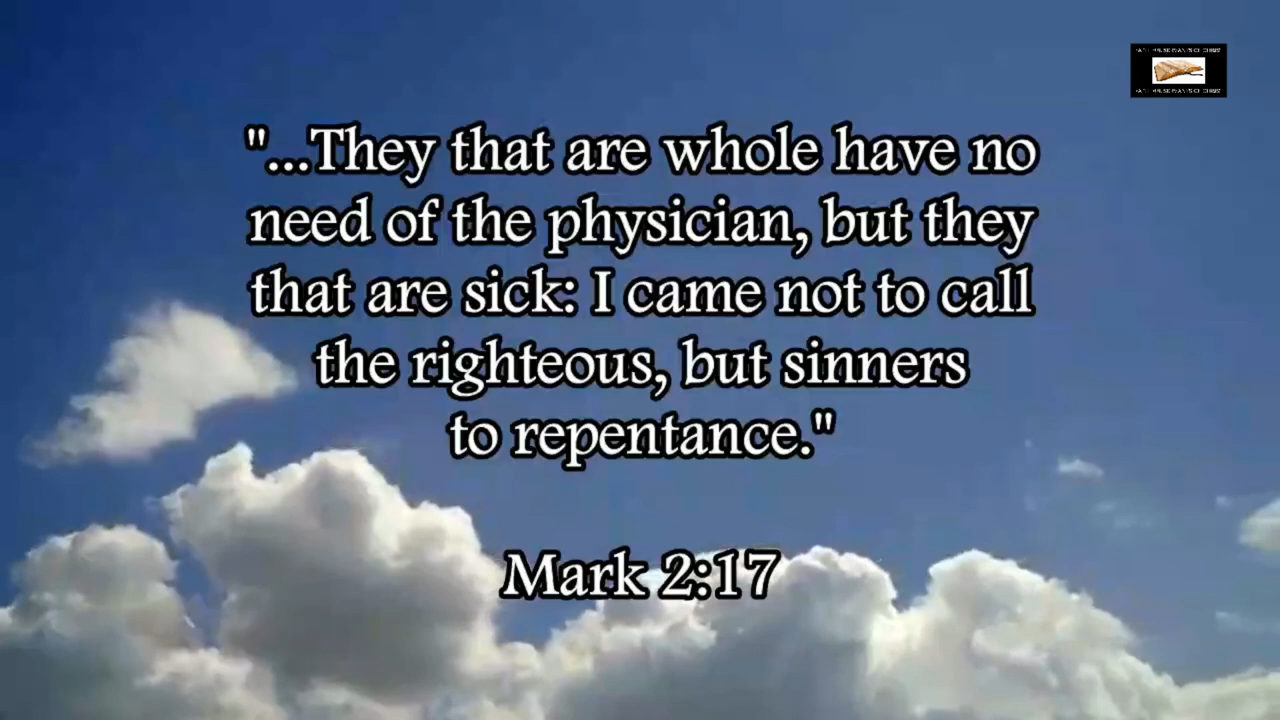 "...They that are whole have no
need of the physician, but they
that are sick: I came not to call
the righteous, but sinners
to repentance."
Mark 2:17